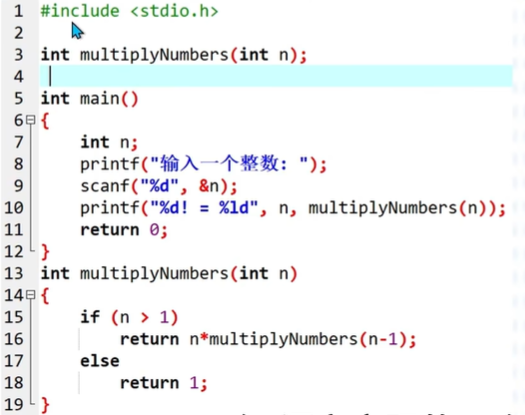 1 #include <stdio.h>
2
3 int multiplyNumbers(int n);
4
5 int main()
6 {
7 int n;
8 printf("输入一个整数: ");
9 scanf("%d", &n);
10 printf("%d! = %ld", n, multiplyNumbers(n));
11 return 0;
12 }
13 int multiplyNumbers(int n)
14 {
15 if (n > 1)
16 return n*multiplyNumbers(n-1);
17 else
18 return 1;
19 }